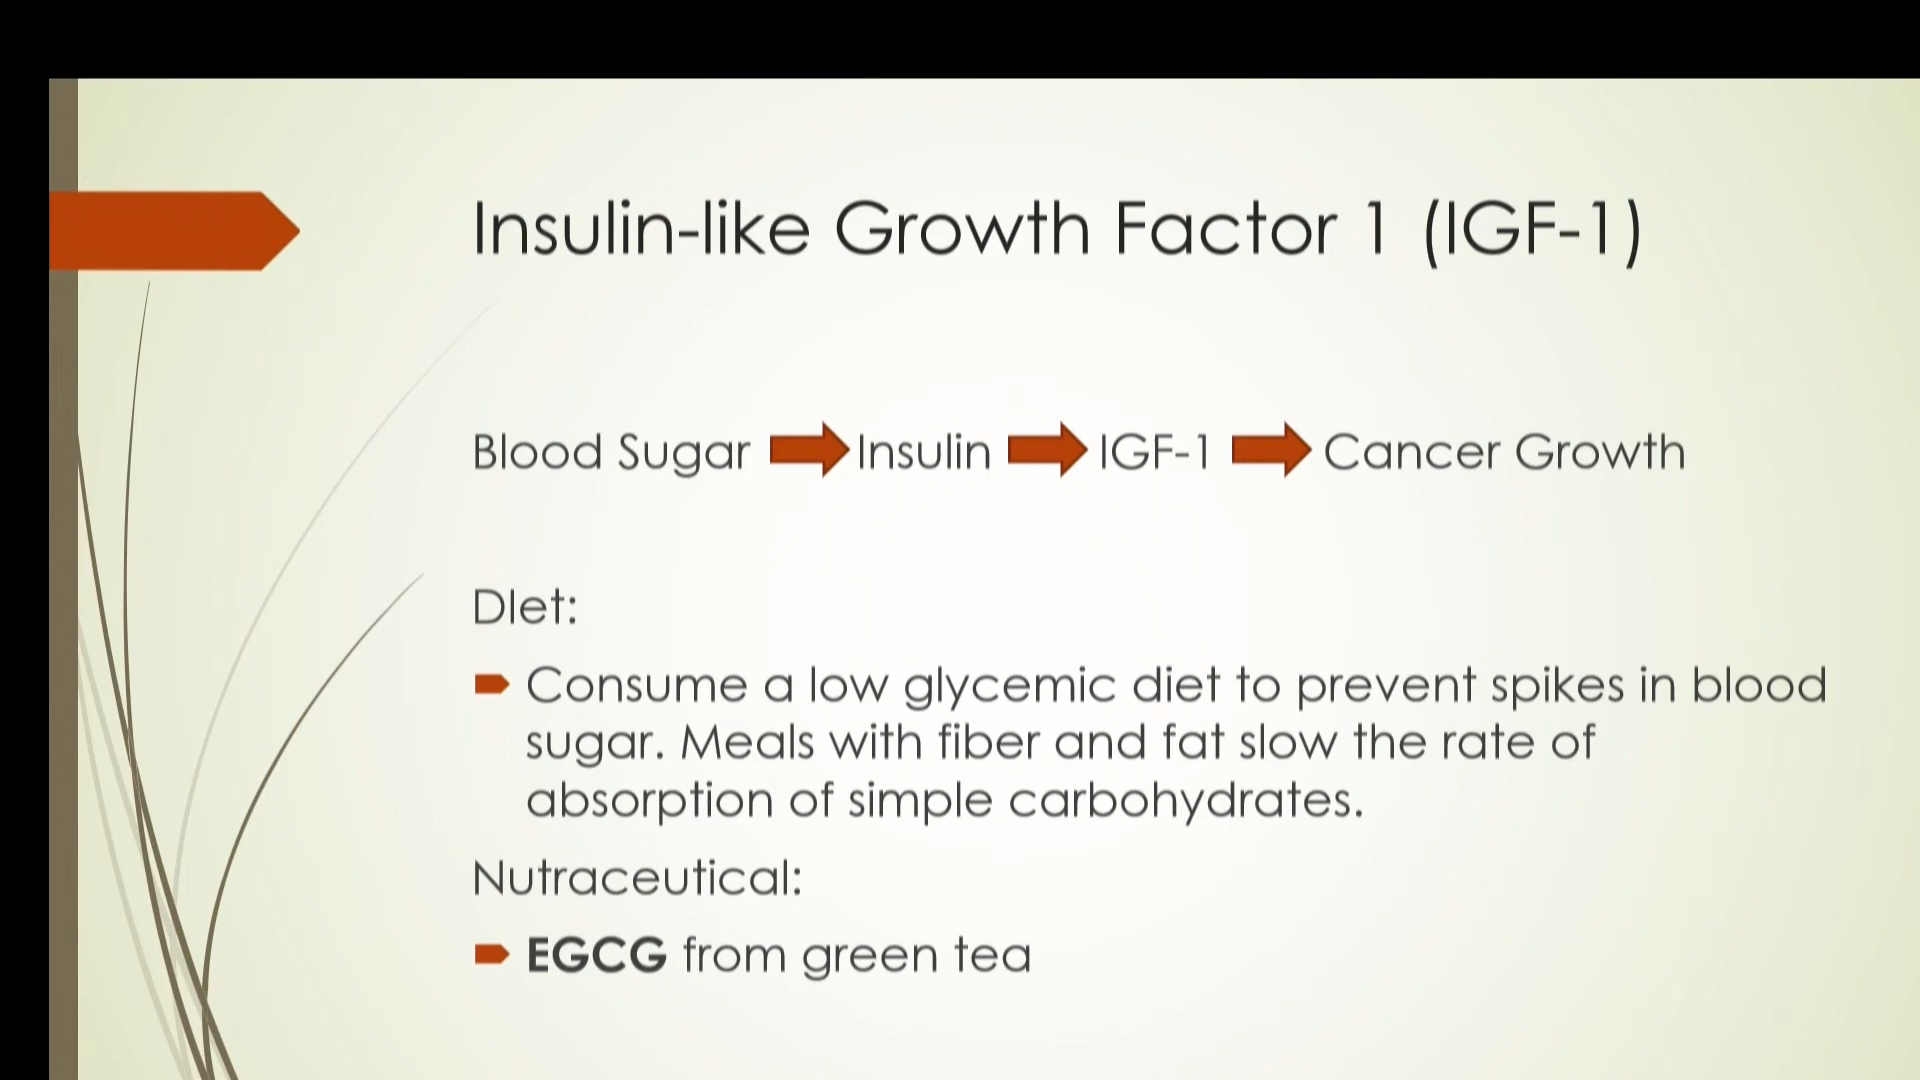 Insulin-like Growth Factor 1 (IGF-1)
Blood Sugar Insulin IGF-1 Cancer Growth
DIet:
Consume a low glycemic diet to prevent spikes in blood
sugar. Meals with fiber and fat slow the rate of
absorption of simple carbohydrates.
Nutraceutical:
EGCG from green tea